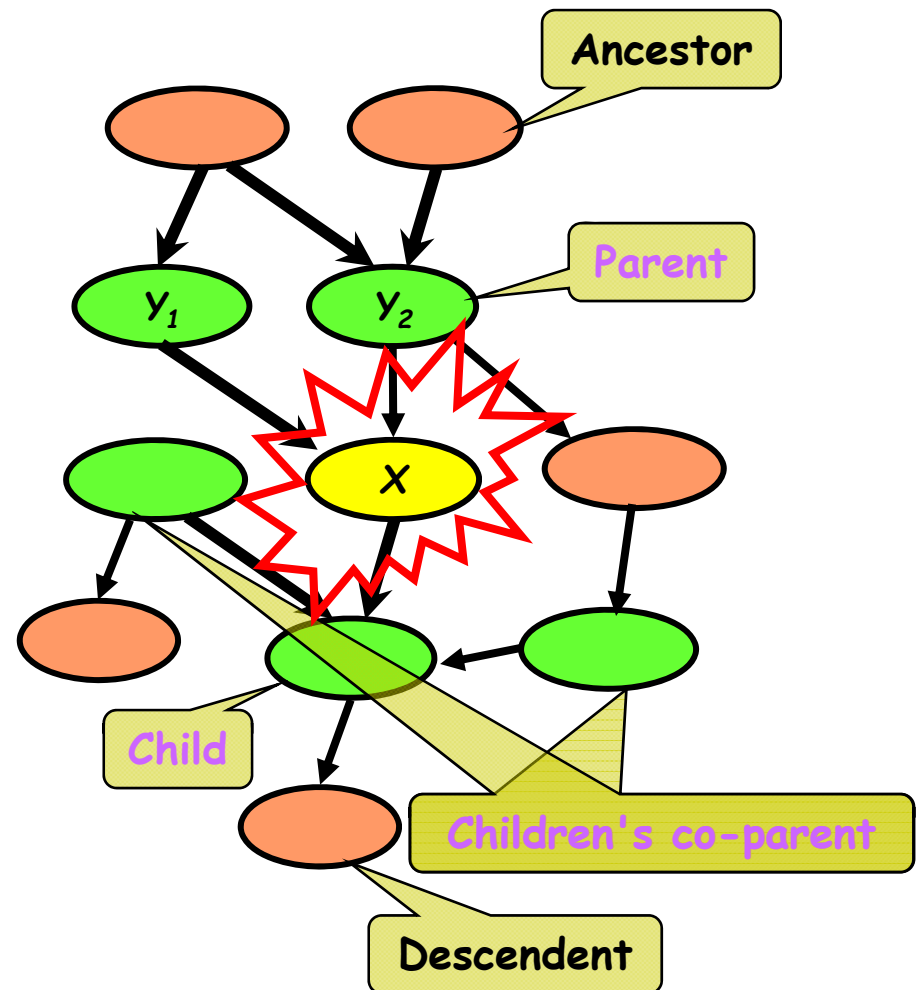 Ancestor
Parent
Y1
Y2
X
Child
Children's co-parent
Descendent